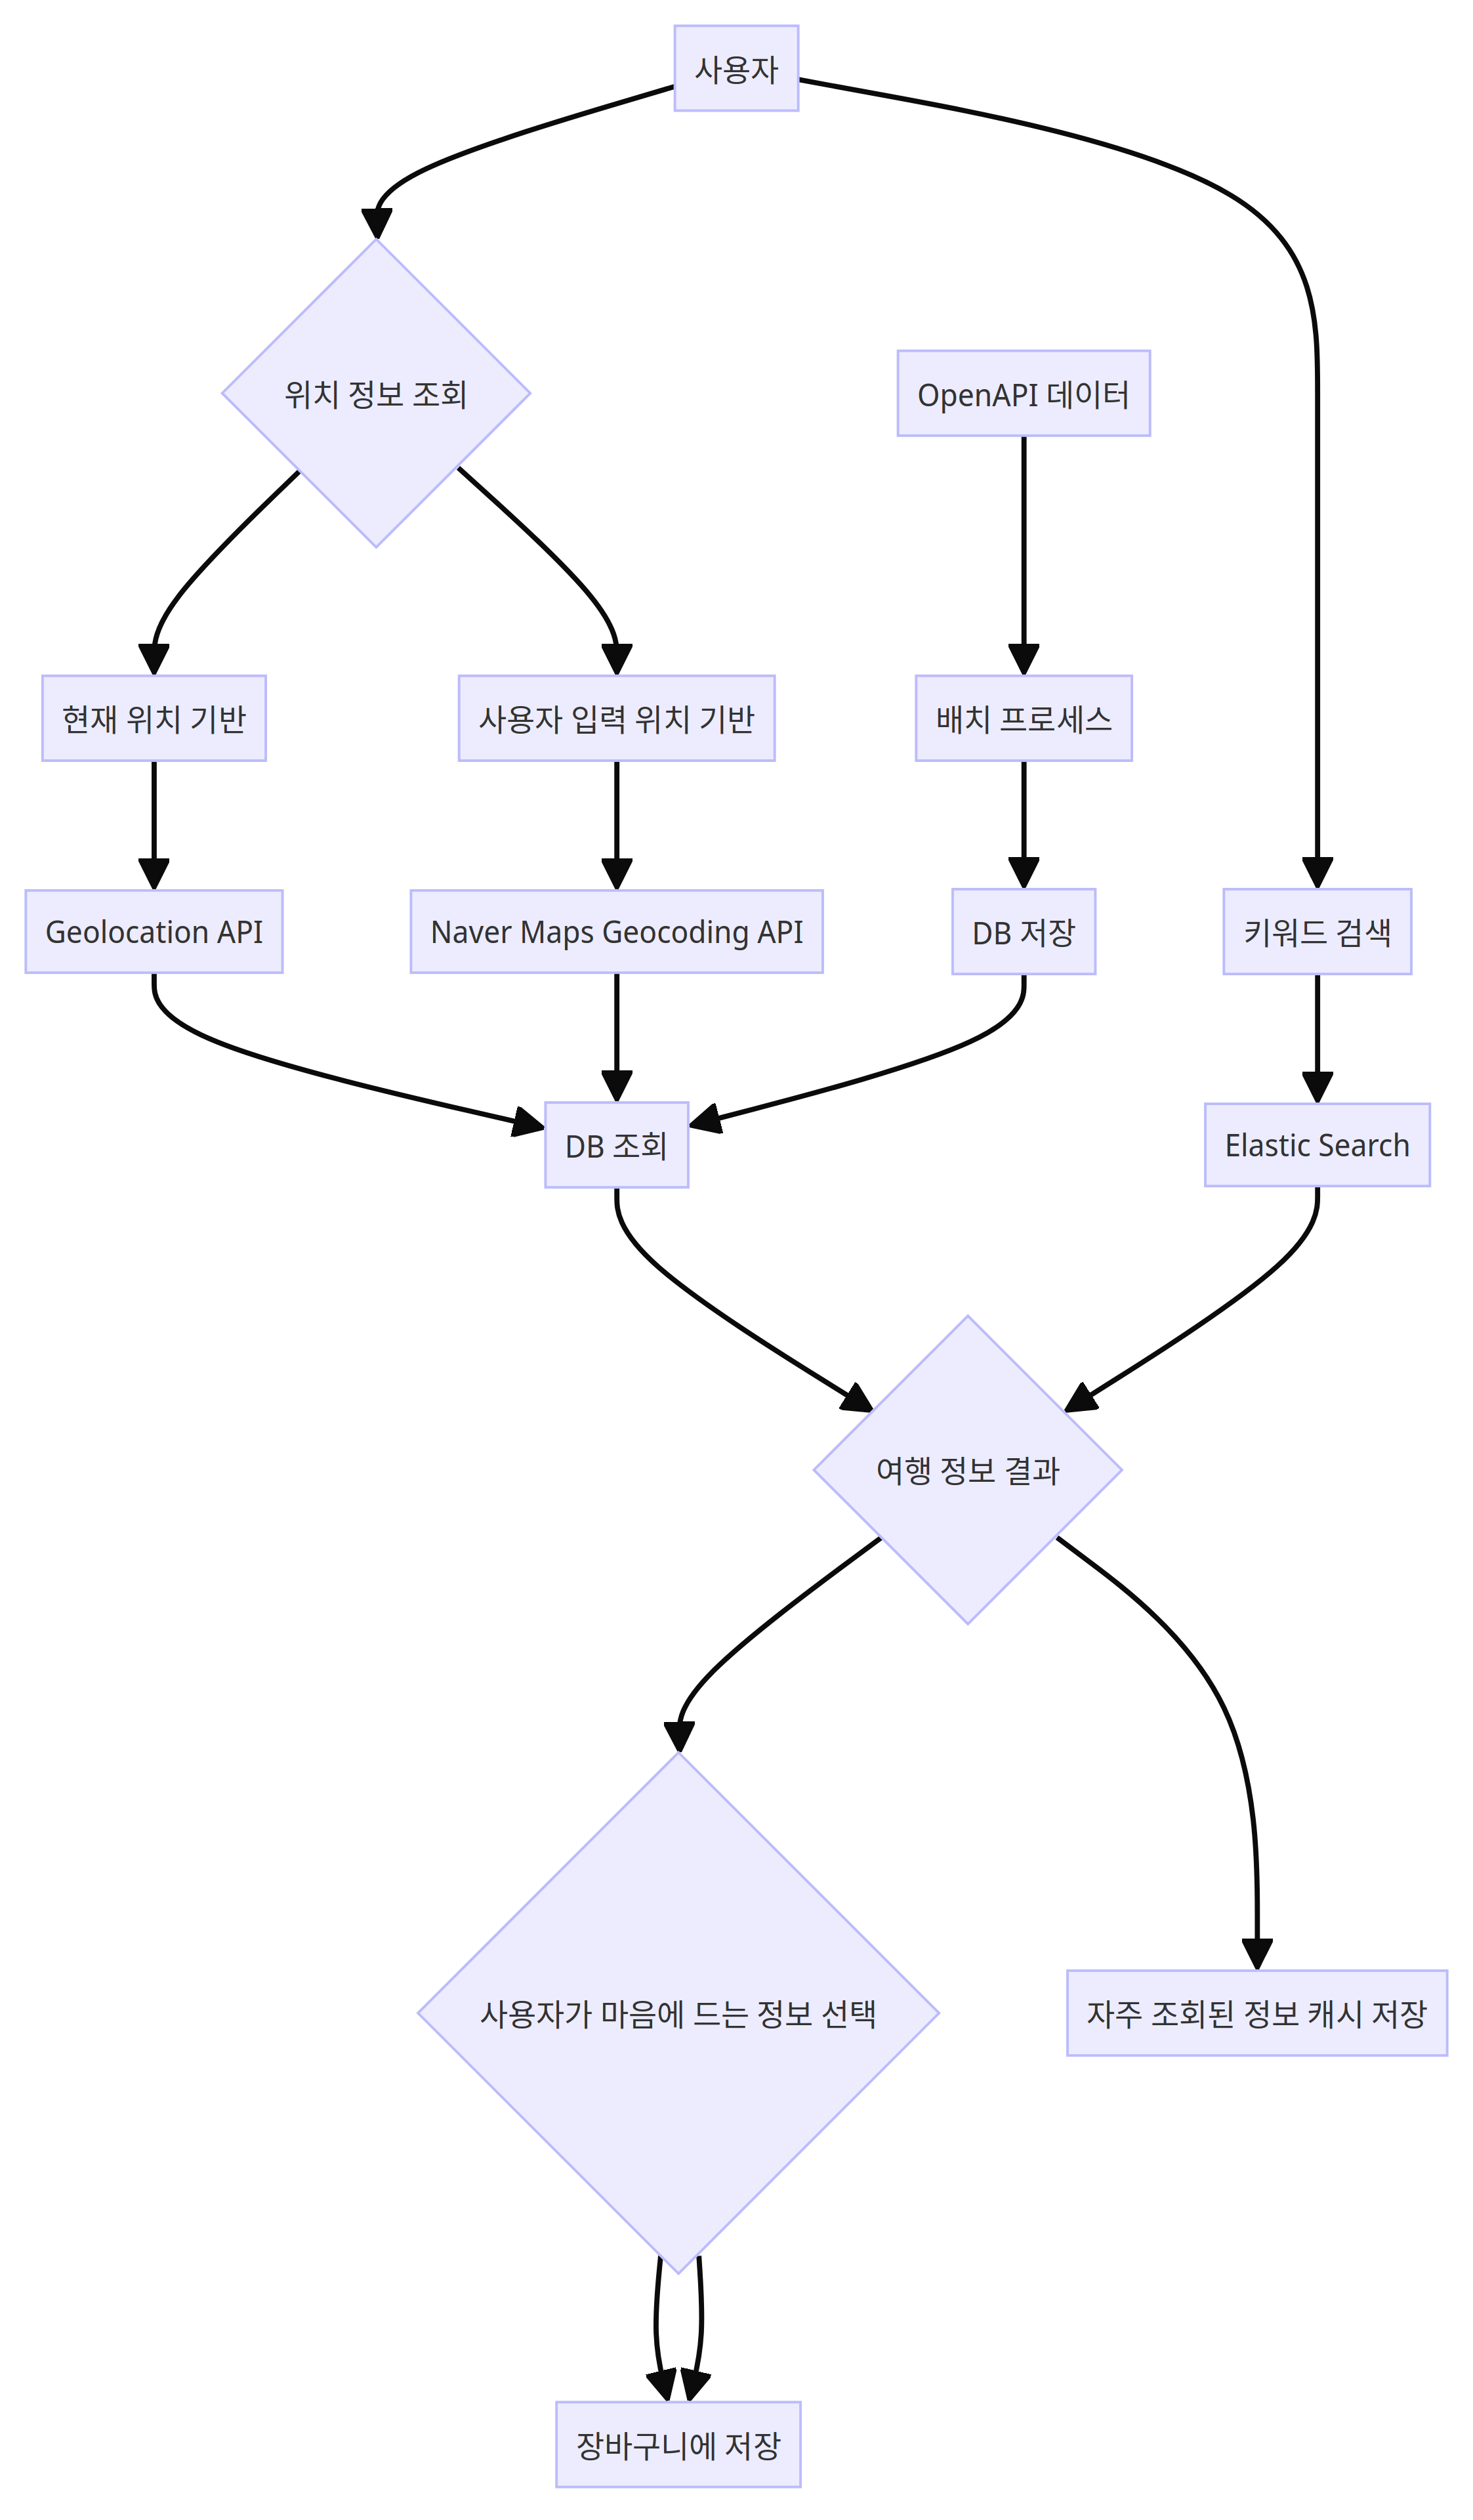 사용자
위치 정보 조회
OpenAPI 데이터
현재 위치 기반
사용자 입력 위치 기반
배치 프로세스
Geolocation API
Naver Maps Geocoding API
DB 저장
키워드 검색
DB 조회
Elastic Search
여행 정보 결과
사용자가 마음에 드는 정보 선택
자주 조회된 정보 캐시 저장
장바구니에 저장